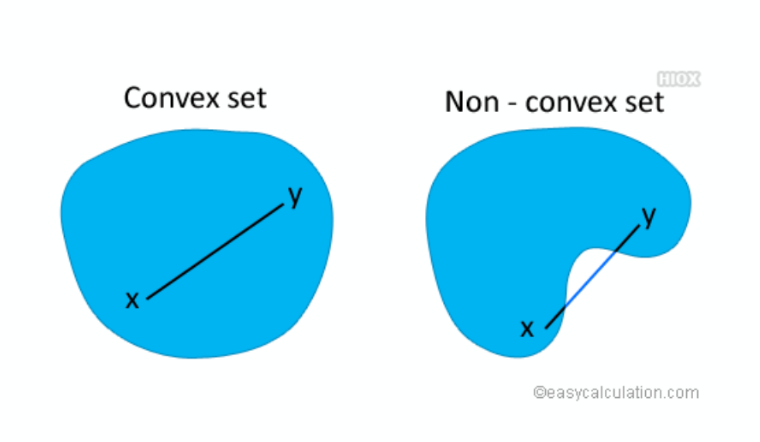 HIOX
Convex set
Non - convex set
y
x
y
x
©easycalculation.com